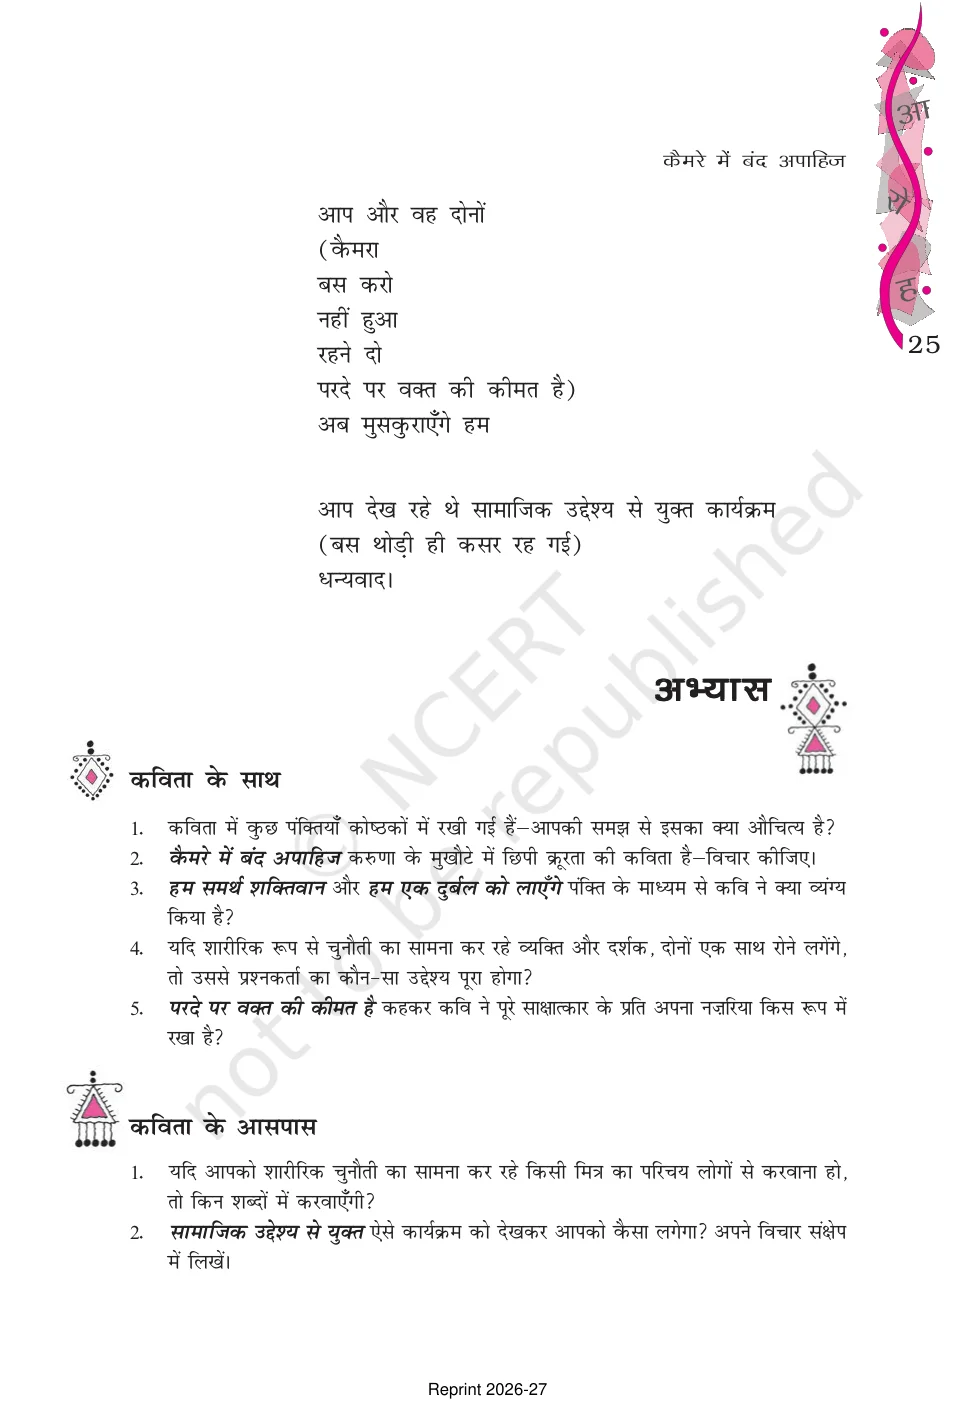 कैमरे में बंद अपाहिज
आ
रो
ह
25
आप और वह दोनों
(कैमरा
बस करो
नहीं हुआ
रहने दो
परदे पर वक्त की कीमत है)
अब मुसकुराएँगे हम
आप देख रहे थे सामाजिक उद्देश्य से युक्त कार्यक्रम
(बस थोड़ी ही कसर रह गई)
धन्यवाद।
अभ्यास
कविता के साथ
1. कविता में कुछ पंक्तियाँ कोष्ठकों में रखी गई हैं–आपकी समझ से इसका क्या औचित्य है?
2. कैमरे में बंद अपाहिज करुणा के मुखौटे में छिपी क्रूरता की कविता है–विचार कीजिए।
3. हम समर्थ शक्तिवान और हम एक दुर्बल को लाएँगे पंक्ति के माध्यम से कवि ने क्या व्यंग्य
किया है?
4. यदि शारीरिक रूप से चुनौती का सामना कर रहे व्यक्ति और दर्शक, दोनों एक साथ रोने लगेंगे,
तो उससे प्रश्नकर्ता का कौन-सा उद्देश्य पूरा होगा?
5. परदे पर वक्त की कीमत है कहकर कवि ने पूरे साक्षात्कार के प्रति अपना नज़रिया किस रूप में
रखा है?
कविता के आसपास
1. यदि आपको शारीरिक चुनौती का सामना कर रहे किसी मित्र का परिचय लोगों से करवाना हो,
तो किन शब्दों में करवाएँगी?
2. सामाजिक उद्देश्य से युक्त ऐसे कार्यक्रम को देखकर आपको कैसा लगेगा? अपने विचार संक्षेप
में लिखें।
© NCERT
not to be republished
Reprint 2026-27